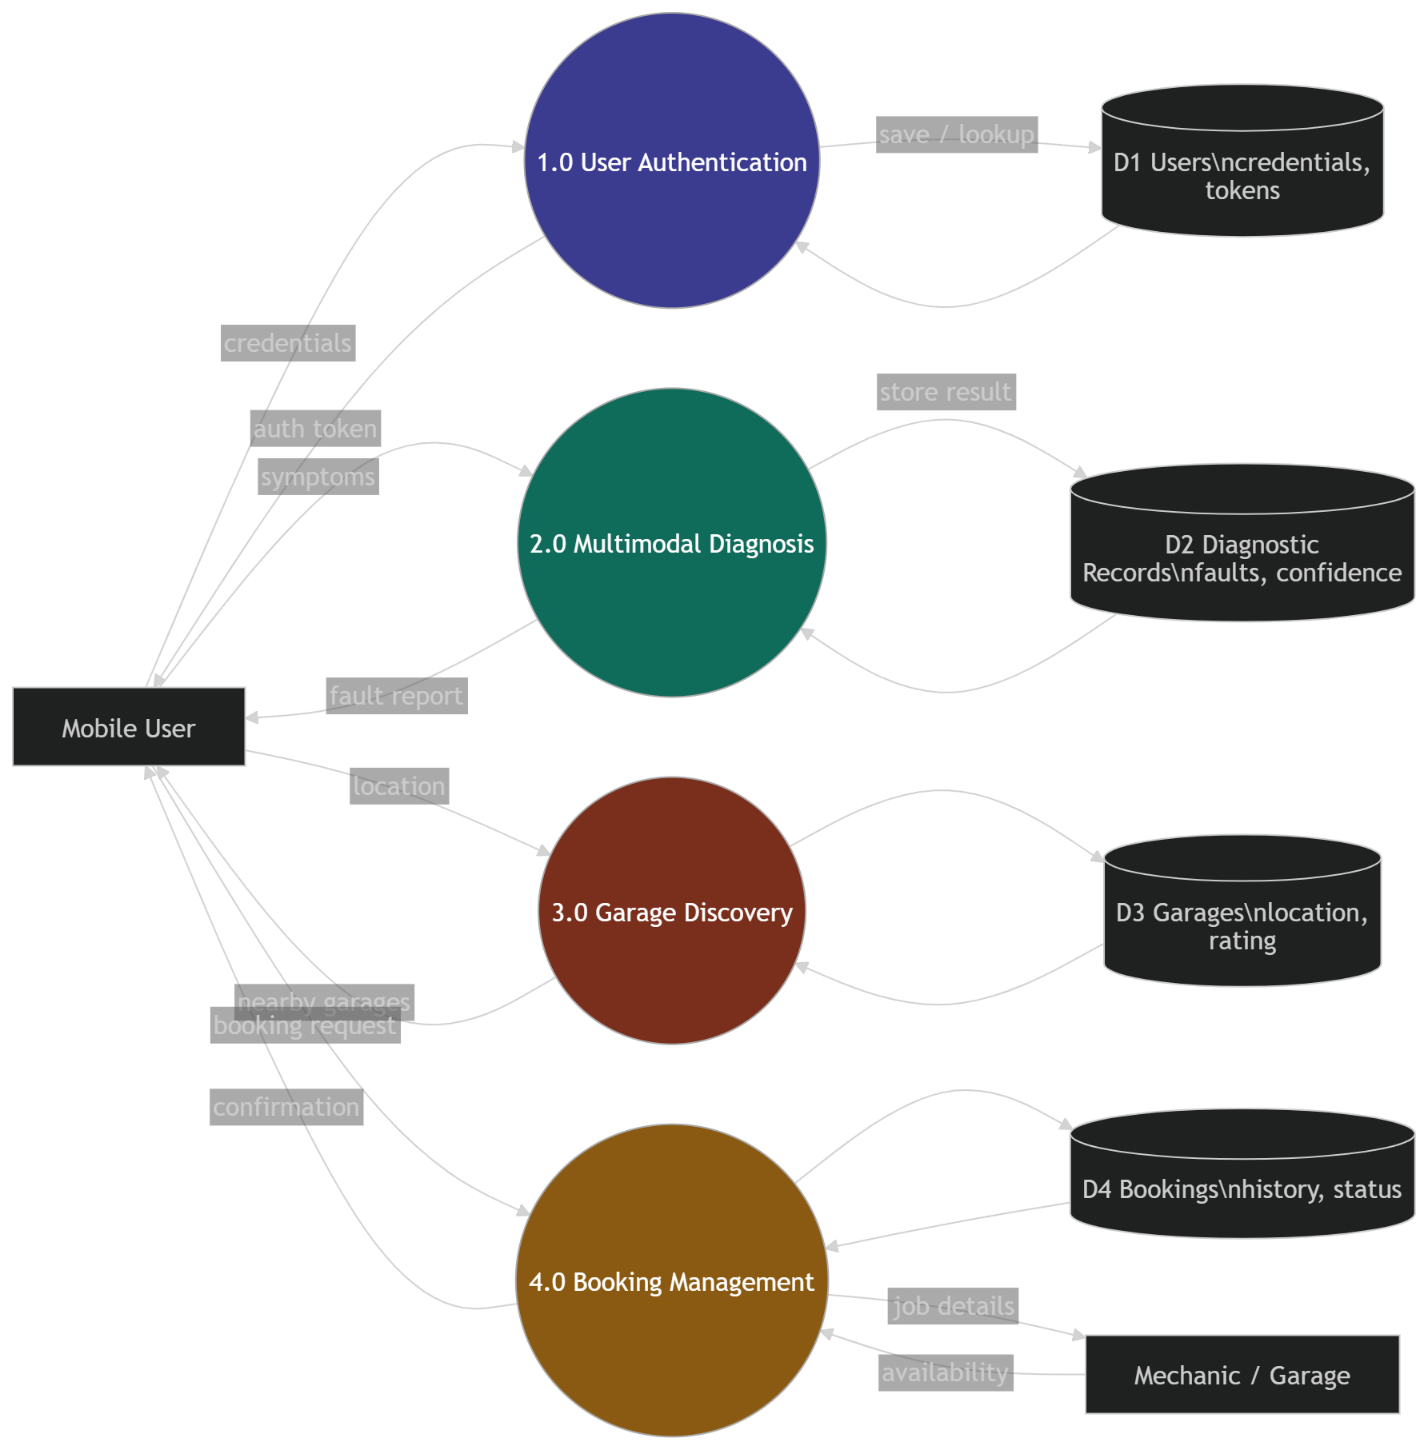 1.0 User Authentication
save / lookup
D1 Users\ncredentials,
tokens
credentials
auth token
symptoms
store result
2.0 Multimodal Diagnosis
D2 Diagnostic
Records\nfaults, confidence
fault report
Mobile User
location
3.0 Garage Discovery
D3 Garages\nlocation,
rating
nearby garages
booking request
confirmation
4.0 Booking Management
D4 Bookings\nhistory, status
job details
availability
Mechanic / Garage